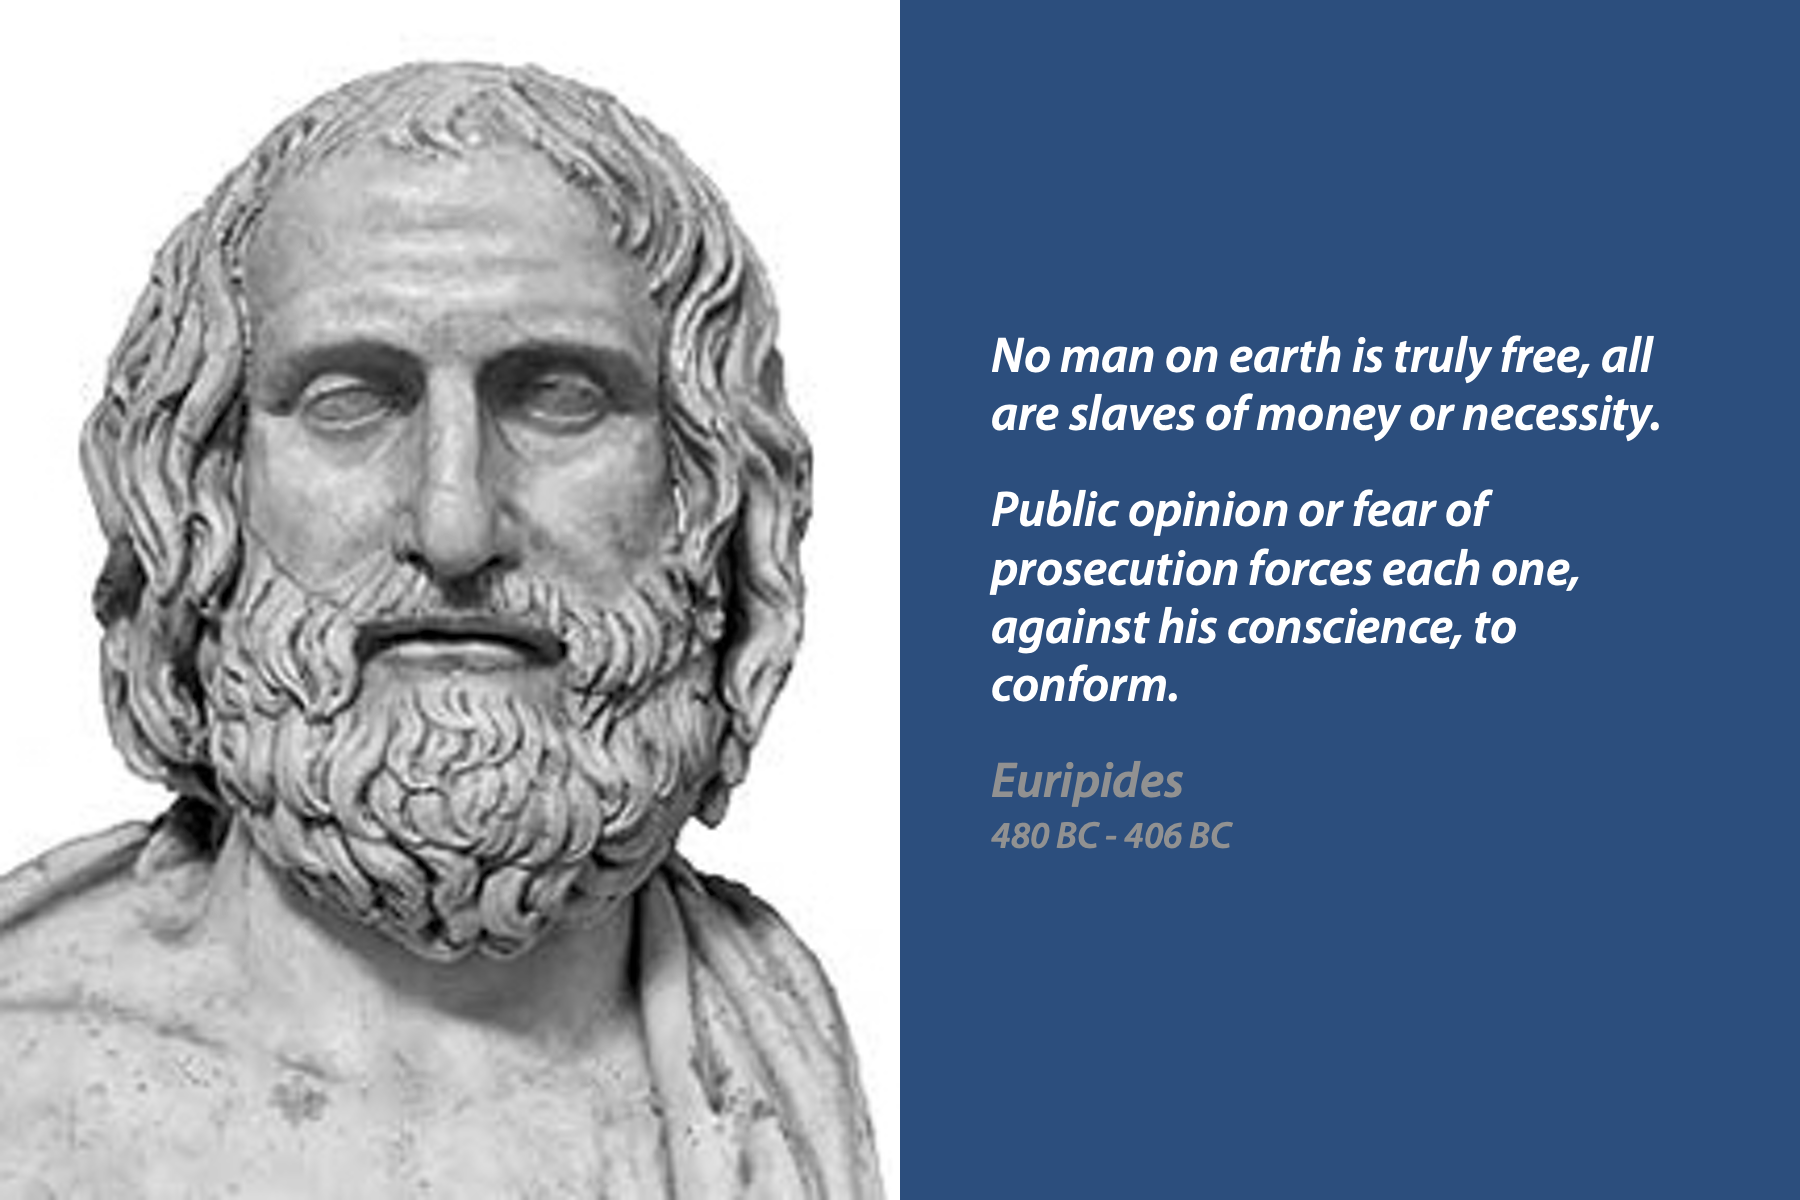 No man on earth is truly free, all
are slaves of money or necessity.
Public opinion or fear of
prosecution forces each one,
against his conscience, to
conform.
Euripides
480 BC - 406 BC